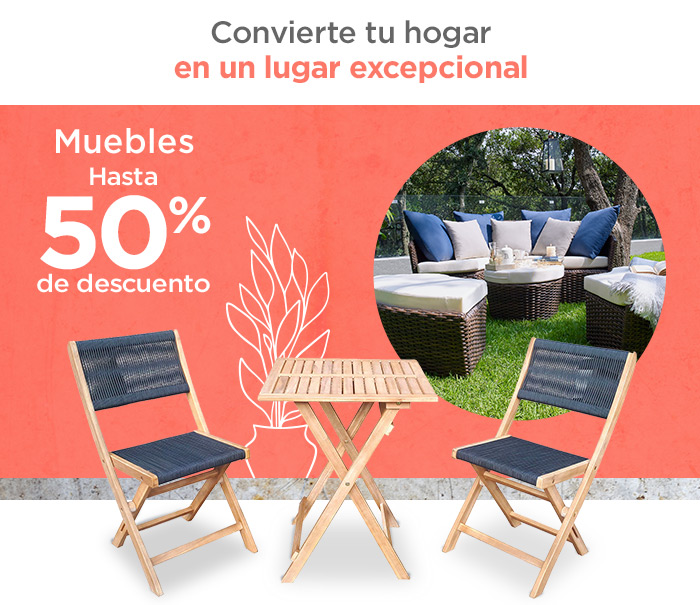 Convierte tu hogar
en un lugar excepcional
Muebles
Hasta
50%
de descuento